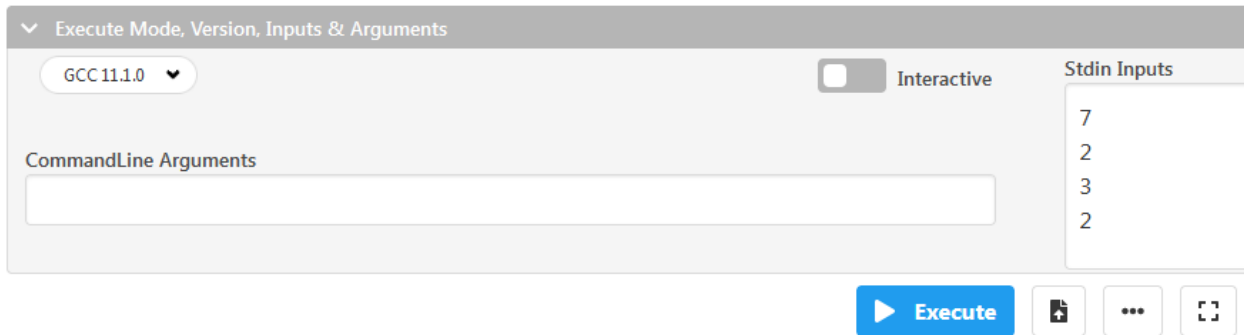 Execute Mode, Version, Inputs & Arguments
GCC 11.1.0
Interactive
Stdin Inputs
7
2
3
2
CommandLine Arguments
Execute